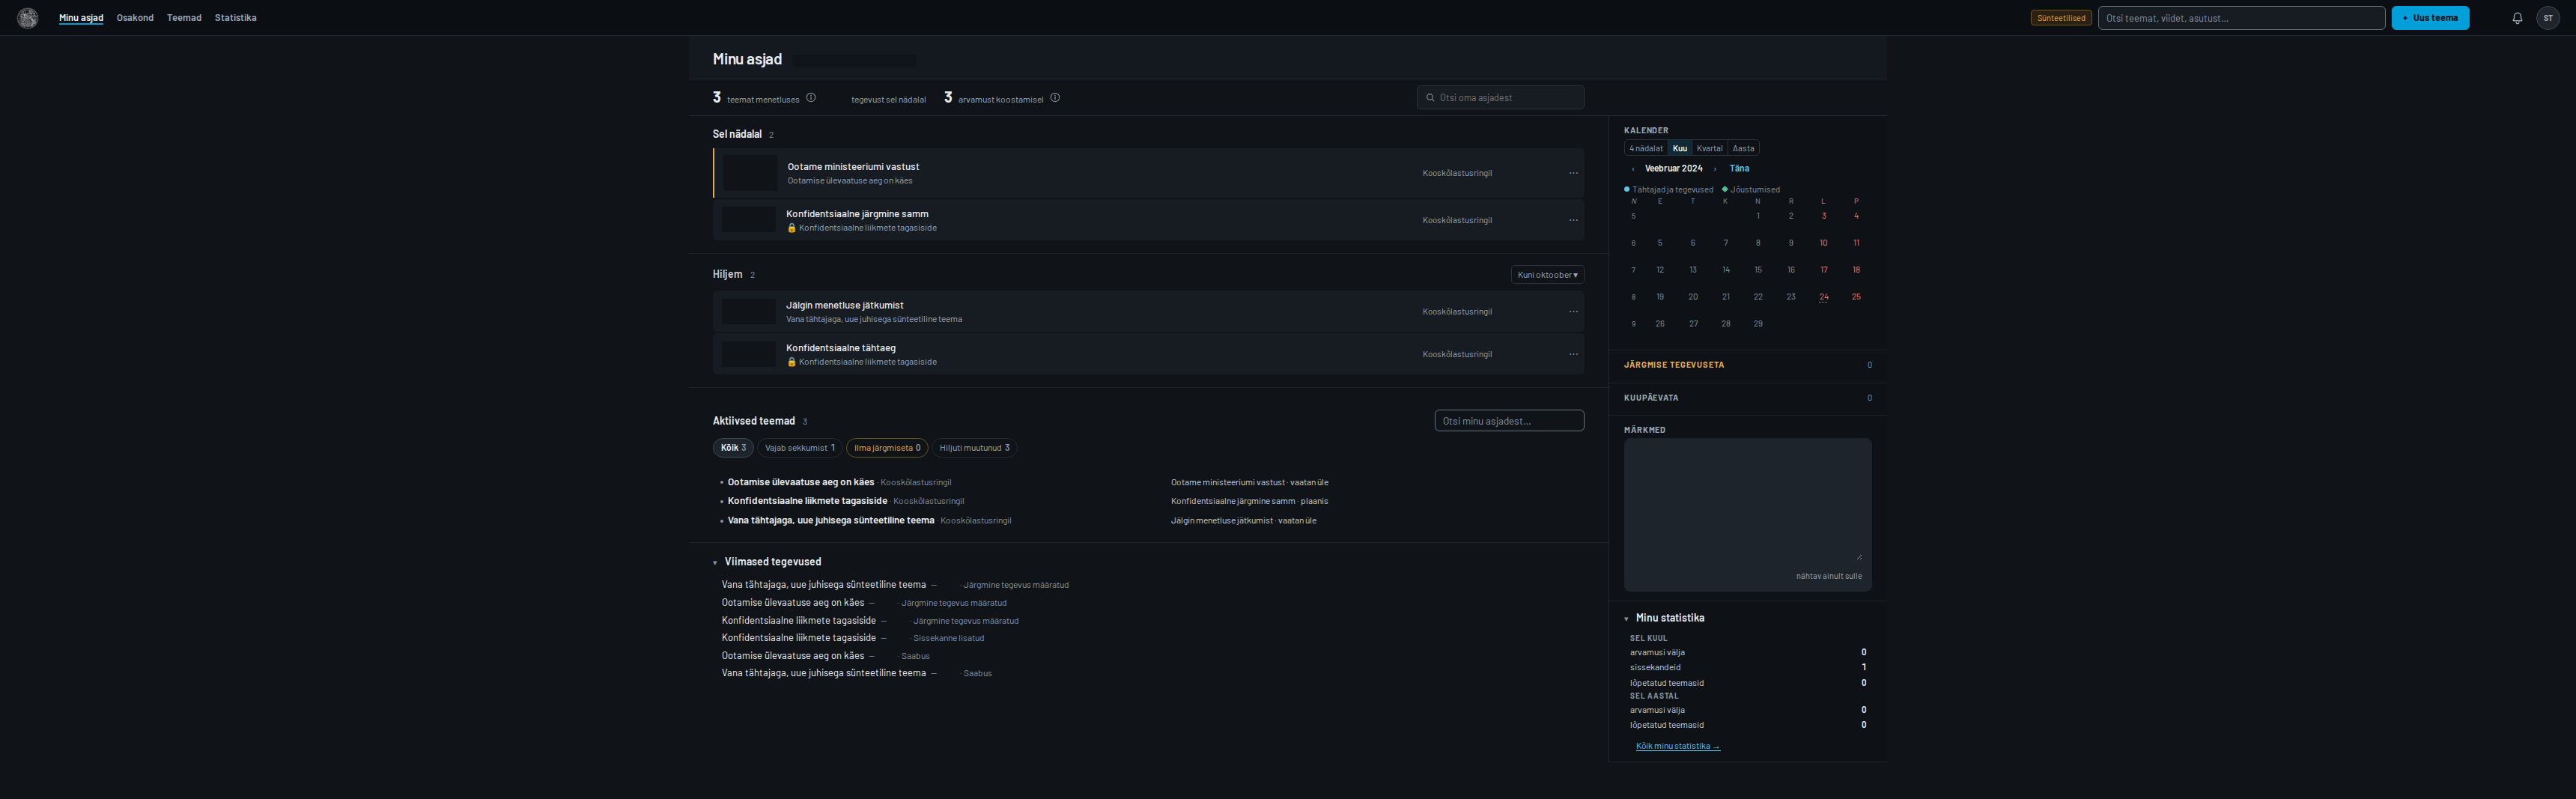 Minu asjad Osakond Teemad Statistika Sünteetilised Otsi teemat, viidet, asutust... + Uus teema ST
Minu asjad
3 teemat menetluses tegevust sel nädalal 3 arvamust koostamisel Otsi oma asjadest
Sel nädalal 2
Ootame ministeeriumi vastust
Ootamise ülevaatuse aeg on käes
Kooskõlastusringil ...
Konfidentsiaalne järgmine samm
🔒 Konfidentsiaalne liikmete tagasiside
Kooskõlastusringil ...
Hiljem 2 Kuni oktoober ▾
Jälgin menetluse jätkumist
Vana tähtajaga, uue juhisega sünteetiline teema
Kooskõlastusringil ...
Konfidentsiaalne tähtaeg
🔒 Konfidentsiaalne liikmete tagasiside
Kooskõlastusringil ...
Aktiivsed teemad 3 Otsi minu asjadest...
Kõik 3 Vajab sekkumist 1 Ilma järgmiseta 0 Hiljuti muutunud 3
Ootamise ülevaatuse aeg on käes · Kooskõlastusringil Ootame ministeeriumi vastust · vaatan üle
Konfidentsiaalne liikmete tagasiside · Kooskõlastusringil Konfidentsiaalne järgmine samm · plaanis
Vana tähtajaga, uue juhisega sünteetiline teema · Kooskõlastusringil Jälgin menetluse jätkumist · vaatan üle
▾ Viimased tegevused
Vana tähtajaga, uue juhisega sünteetiline teema — · Järgmine tegevus määratud
Ootamise ülevaatuse aeg on käes — · Järgmine tegevus määratud
Konfidentsiaalne liikmete tagasiside — · Järgmine tegevus määratud
Konfidentsiaalne liikmete tagasiside — · Sissekanne lisatud
Ootamise ülevaatuse aeg on käes — · Saabus
Vana tähtajaga, uue juhisega sünteetiline teema — · Saabus
KALENDER
4 nädalat Kuu Kvartal Aasta
‹ Veebruar 2024 › Täna
Tähtajad ja tegevused Jõustumised
N E T K N R L P
5 1 2 3 4
6 5 6 7 8 9 10 11
7 12 13 14 15 16 17 18
8 19 20 21 22 23 24 25
9 26 27 28 29
JÄRGMISE TEGEVUSETA 0
KUUPÄEVATA 0
MÄRKMED
nähtav ainult sulle
▾ Minu statistika
SEL KUUL
arvamusi välja 0
sissekandeid 1
lõpetatud teemasid 0
SEL AASTAL
arvamusi välja 0
lõpetatud teemasid 0
Kõik minu statistika →